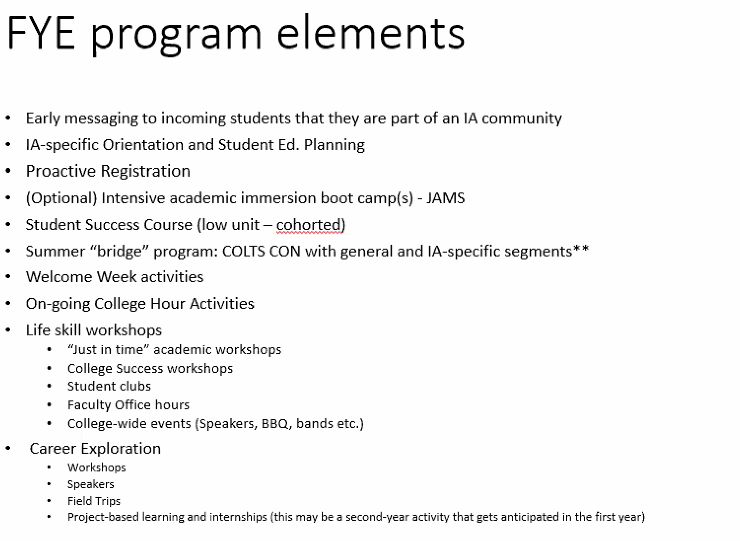 FYE program elements
• Early messaging to incoming students that they are part of an IA community
• IA-specific Orientation and Student Ed. Planning
• Proactive Registration
• (Optional) Intensive academic immersion boot camp(s) - JAMS
• Student Success Course (low unit – cohorted)
• Summer “bridge” program: COLTS CON with general and IA-specific segments**
• Welcome Week activities
• On-going College Hour Activities
• Life skill workshops
• “Just in time” academic workshops
• College Success workshops
• Student clubs
• Faculty Office hours
• College-wide events (Speakers, BBQ, bands etc.)
• Career Exploration
• Workshops
• Speakers
• Field Trips
• Project-based learning and internships (this may be a second-year activity that gets anticipated in the first year)